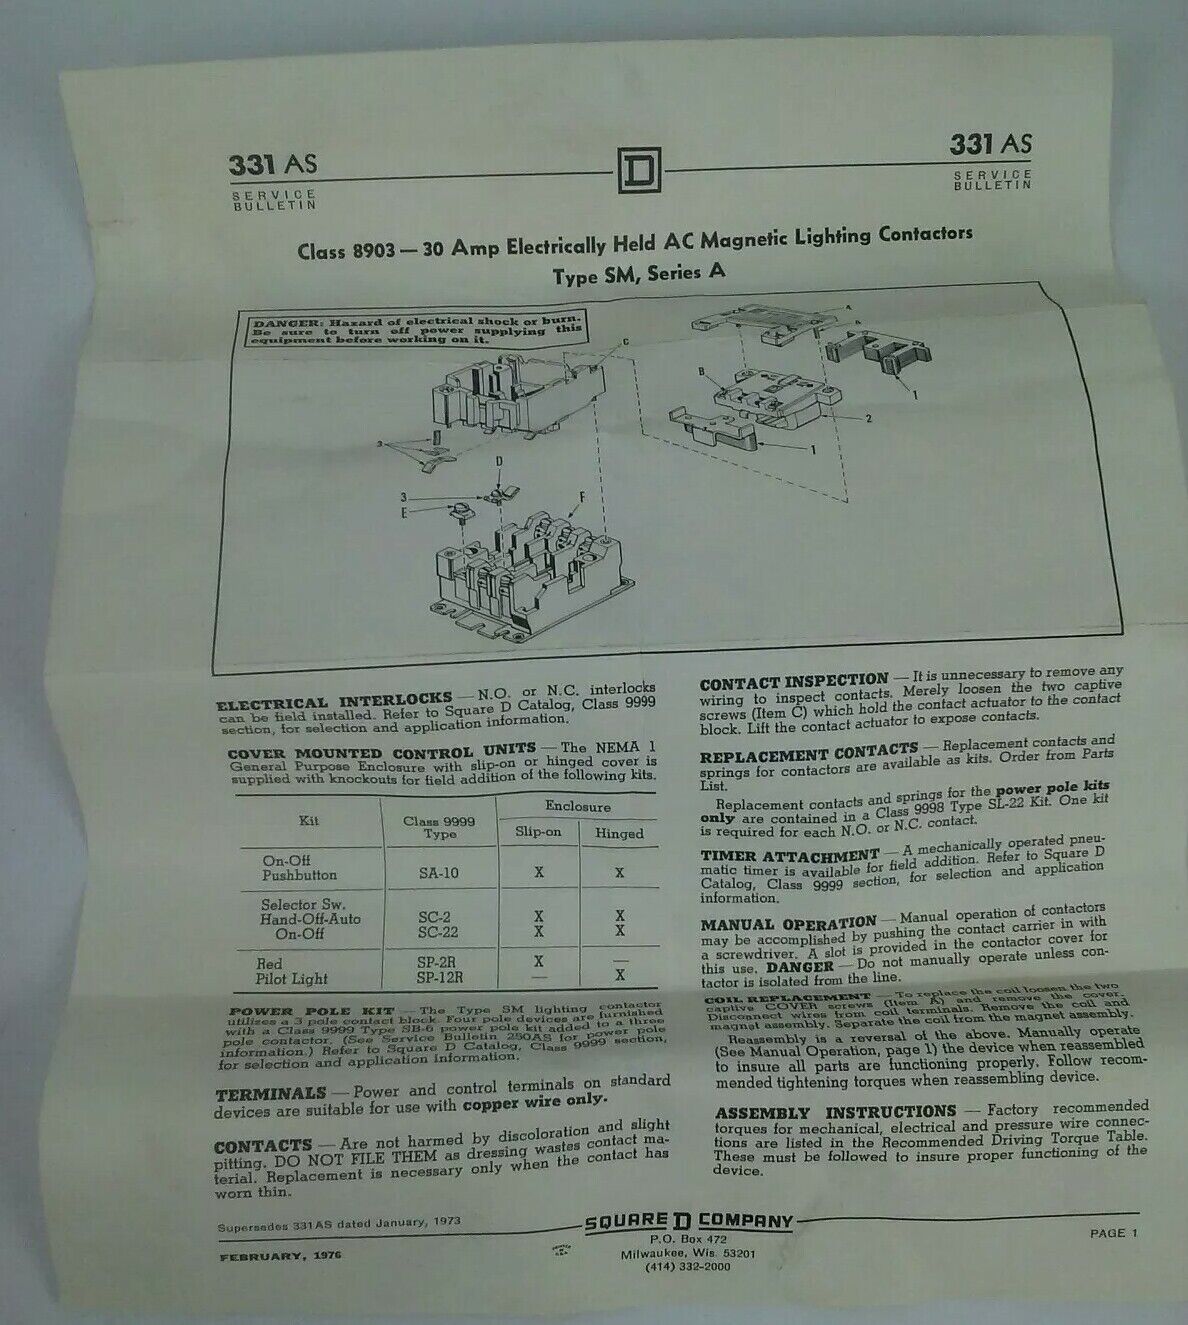 331 AS
SERVICE
BULLETIN
D
331 AS
SERVICE
BULLETIN
Class 8903 — 30 Amp Electrically Held AC Magnetic Lighting Contactors
Type SM, Series A
DANGER: Hazard of electrical shock or burn.
Be sure to turn off power supplying this
equipment before working on it.
A
A
C
B
1
2
1
3
D
3
E
F
ELECTRICAL INTERLOCKS — N.O. or N.C. interlocks
can be field installed. Refer to Square D Catalog, Class 9999
section, for selection and application information.
COVER MOUNTED CONTROL UNITS — The NEMA 1
General Purpose Enclosure with slip-on or hinged cover is
supplied with knockouts for field addition of the following kits.
Kit Class 9999 Type Enclosure
Slip-on Hinged
On-Off
Pushbutton SA-10 X X
Selector Sw.
Hand-Off-Auto SC-2 X X
On-Off SC-22 X X
Red SP-2R X —
Pilot Light SP-12R — X
POWER POLE KIT — The Type SM lighting contactor
utilizes a 3 pole contact block. Four pole devices are furnished
with a Class 9999 Type SB-6 power pole kit added to a three
pole contactor. (See Service Bulletin 250AS for power pole
information.) Refer to Square D Catalog, Class 9999 section,
for selection and application information.
TERMINALS — Power and control terminals on standard
devices are suitable for use with copper wire only.
CONTACTS — Are not harmed by discoloration and slight
pitting. DO NOT FILE THEM as dressing wastes contact ma-
terial. Replacement is necessary only when the contact has
worn thin.
CONTACT INSPECTION — It is unnecessary to remove any
wiring to inspect contacts. Merely loosen the two captive
screws (Item C) which hold the contact actuator to the contact
block. Lift the contact actuator to expose contacts.
REPLACEMENT CONTACTS — Replacement contacts and
springs for contactors are available as kits. Order from Parts
List.
Replacement contacts and springs for the power pole kits
only are contained in a Class 9998 Type SL-22 Kit. One kit
is required for each N.O. or N.C. contact.
TIMER ATTACHMENT — A mechanically operated pneu-
matic timer is available for field addition. Refer to Square D
Catalog, Class 9999 section, for selection and application
information.
MANUAL OPERATION — Manual operation of contactors
may be accomplished by pushing the contact carrier in with
a screwdriver. A slot is provided in the contactor cover for
this use. DANGER — Do not manually operate unless con-
tactor is isolated from the line.
COIL REPLACEMENT — To replace the coil loosen the two
captive COVER screws (Item A) and remove the cover.
Disconnect wires from coil terminals. Remove the coil and
magnet assembly. Separate the coil from the magnet assembly.
Reassembly is a reversal of the above. Manually operate
(See Manual Operation, page 1) the device when reassembled
to insure all parts are functioning properly. Follow recom-
mended tightening torques when reassembling device.
ASSEMBLY INSTRUCTIONS — Factory recommended
torques for mechanical, electrical and pressure wire connec-
tions are listed in the Recommended Driving Torque Table.
These must be followed to insure proper functioning of the
device.
Supersedes 331AS dated January, 1973
FEBRUARY, 1976
SQUARE D COMPANY
P.O. Box 472
Milwaukee, Wis. 53201
(414) 332-2000
PAGE 1